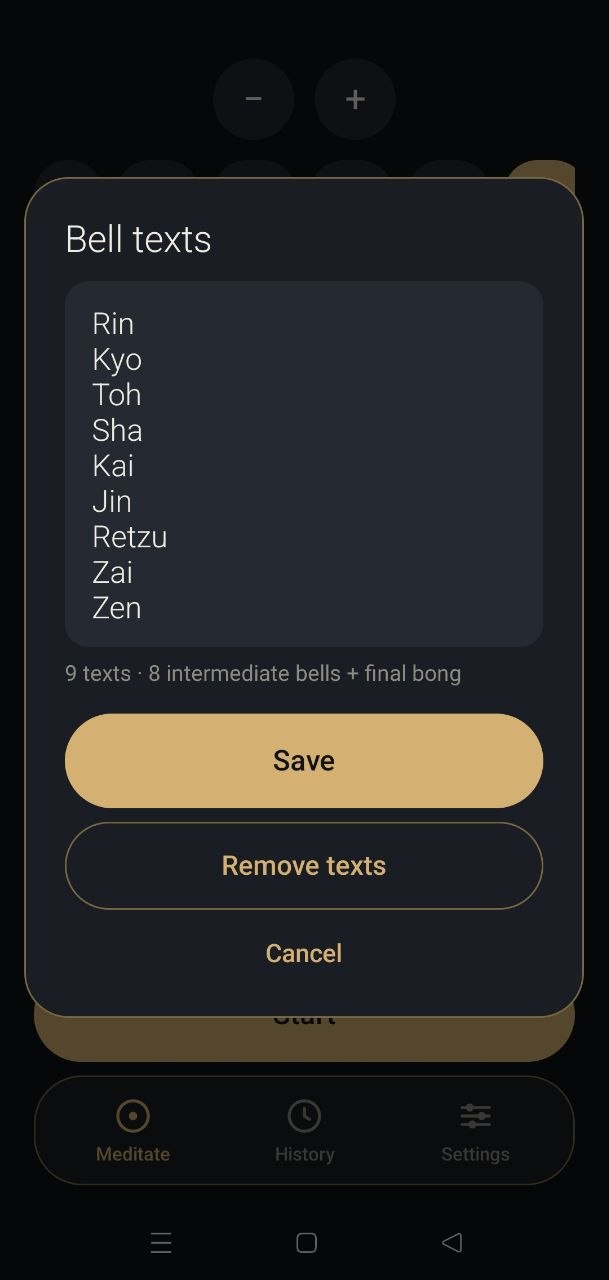 − +
Bell texts
Rin
Kyo
Toh
Sha
Kai
Jin
Retzu
Zai
Zen
9 texts · 8 intermediate bells + final bong
Save
Remove texts
Cancel
Start
Meditate History Settings